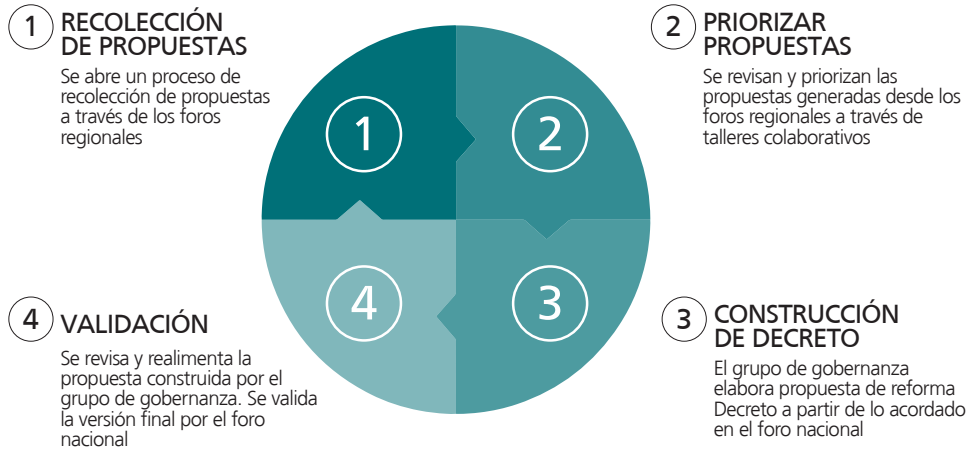 1 RECOLECCIÓN
DE PROPUESTAS
Se abre un proceso de
recolección de propuestas
a través de los foros
regionales
2 PRIORIZAR
PROPUESTAS
Se revisan y priorizan las
propuestas generadas desde los
foros regionales a través de
talleres colaborativos
1
2
4
3
4 VALIDACIÓN
Se revisa y realimenta la
propuesta construida por el
grupo de gobernanza. Se valida
la versión final por el foro
nacional
3 CONSTRUCCIÓN
DE DECRETO
El grupo de gobernanza
elabora propuesta de reforma
Decreto a partir de lo acordado
en el foro nacional